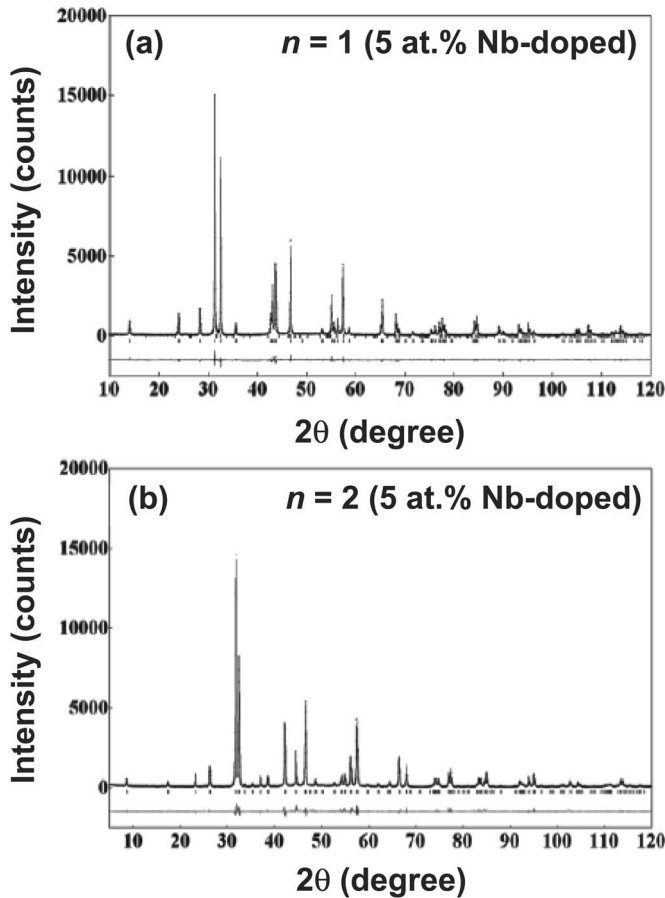 20000
(a)
n = 1 (5 at.% Nb-doped)
15000
10000
5000
0
Intensity (counts)
10 20 30 40 50 60 70 80 90 100 110 120
2θ (degree)
20000
(b)
n = 2 (5 at.% Nb-doped)
15000
10000
5000
0
Intensity (counts)
10 20 30 40 50 60 70 80 90 100 110 120
2θ (degree)